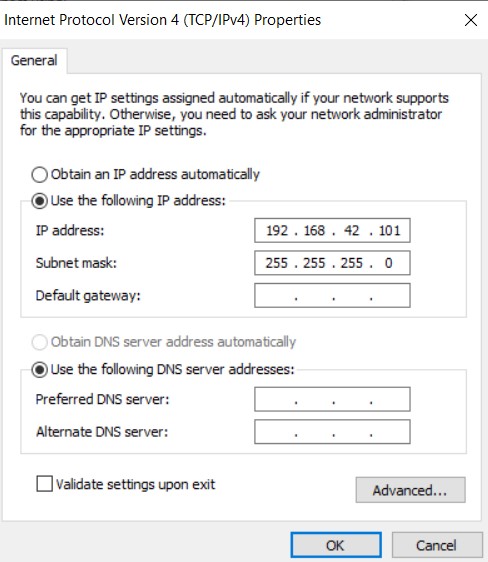 Internet Protocol Version 4 (TCP/IPv4) Properties
General
You can get IP settings assigned automatically if your network supports
this capability. Otherwise, you need to ask your network administrator
for the appropriate IP settings.
Obtain an IP address automatically
Use the following IP address:
IP address: 192 . 168 . 42 . 101
Subnet mask: 255 . 255 . 255 . 0
Default gateway: . . .
Obtain DNS server address automatically
Use the following DNS server addresses:
Preferred DNS server: . . .
Alternate DNS server: . . .
Validate settings upon exit
Advanced...
OK Cancel